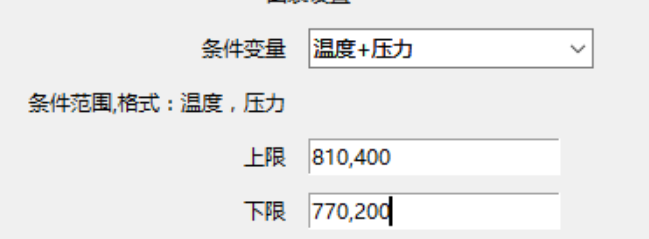 条件变量 温度+压力
条件范围,格式：温度，压力
上限 810,400
下限 770,200